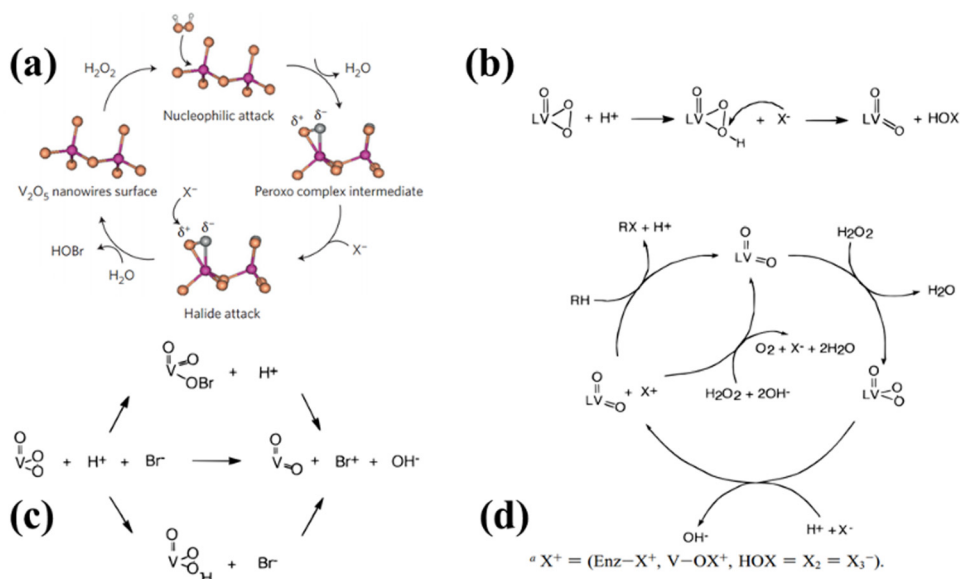 (a)
H2O2
Nucleophilic attack
H2O
δ+ δ-
V2O5 nanowires surface
Peroxo complex intermediate
X−
δ+ δ-
X−
HOBr
H2O
Halide attack
(b)
O
LV O O + H+ → O LV O O H + X- → O LV O + HOX
(c)
O V O OBr + H+
O V O O + H+ + Br- → O V O + Br+ + OH-
O V O O H + Br-
(d)
RX + H+
O LV O
H2O2
RH
H2O
O2 + X- + 2H2O
O LV O + X+
H2O2 + 2OH-
O LV O O
OH-
H+ +X-
a X+ = (Enz−X+, V−OX+, HOX = X2 = X3−).